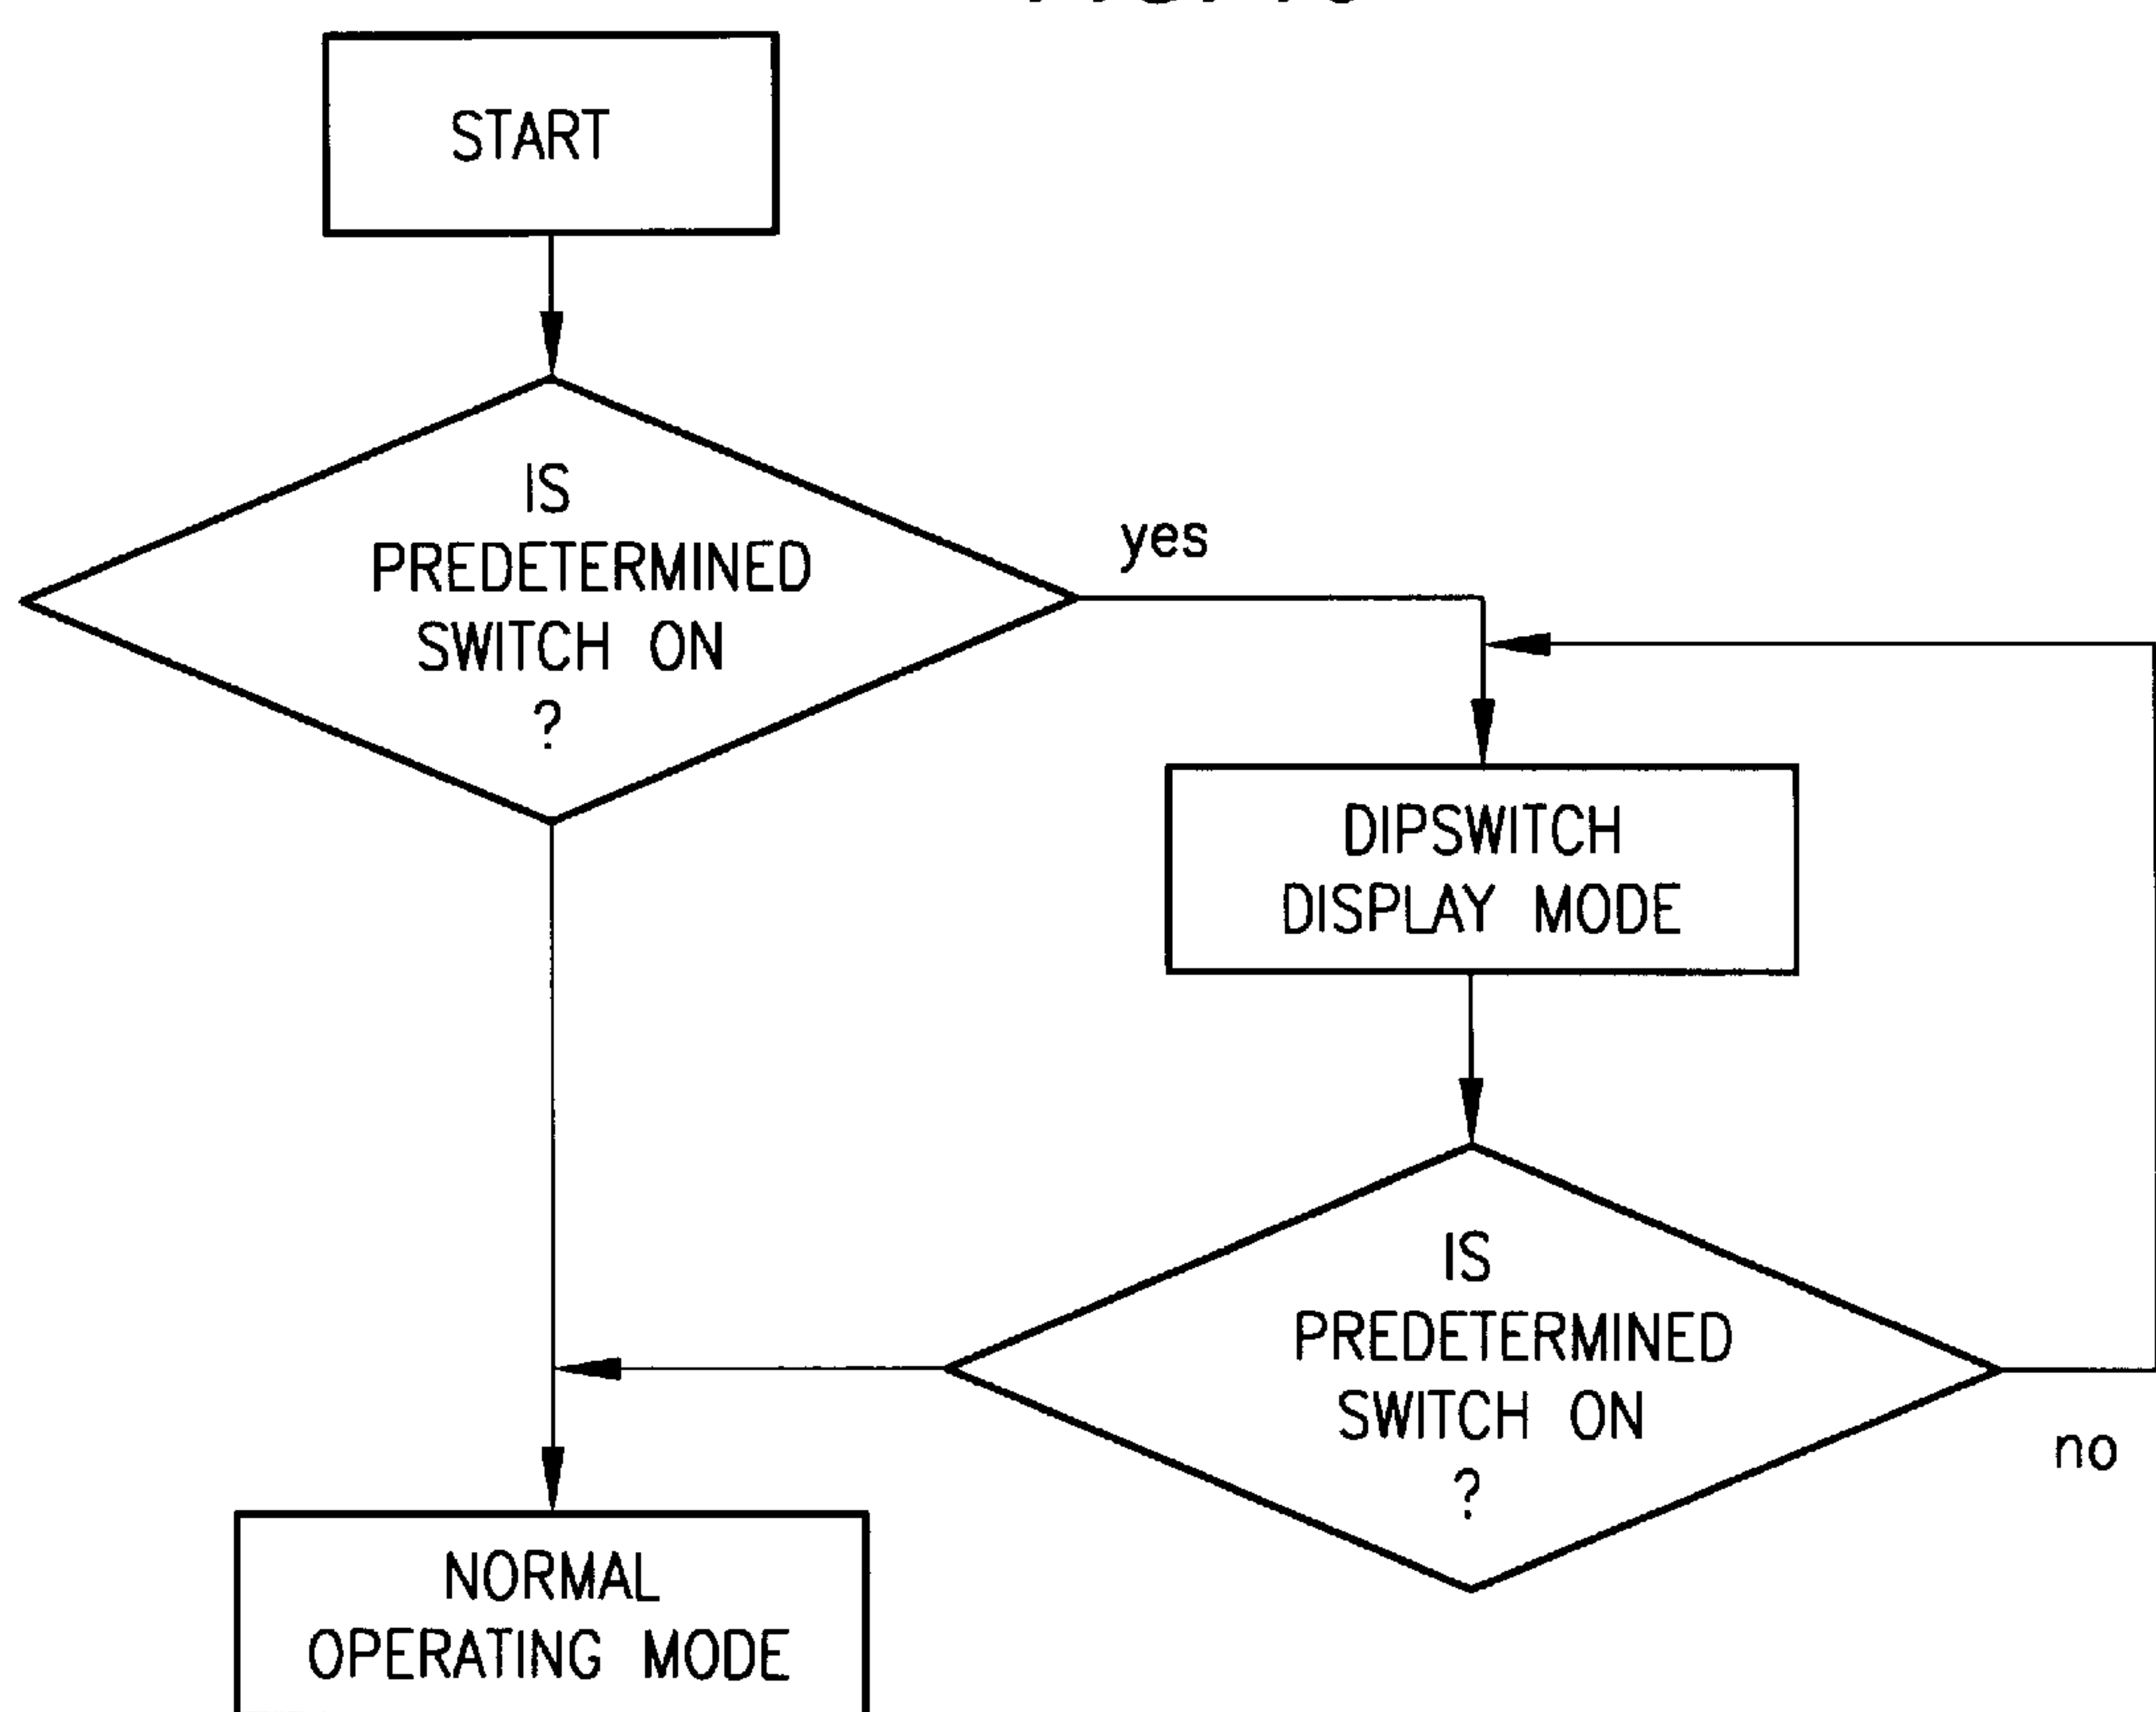 START
IS
PREDETERMINED
SWITCH ON
?
yes
DIPSWITCH
DISPLAY MODE
IS
PREDETERMINED
SWITCH ON
?
no
NORMAL
OPERATING MODE